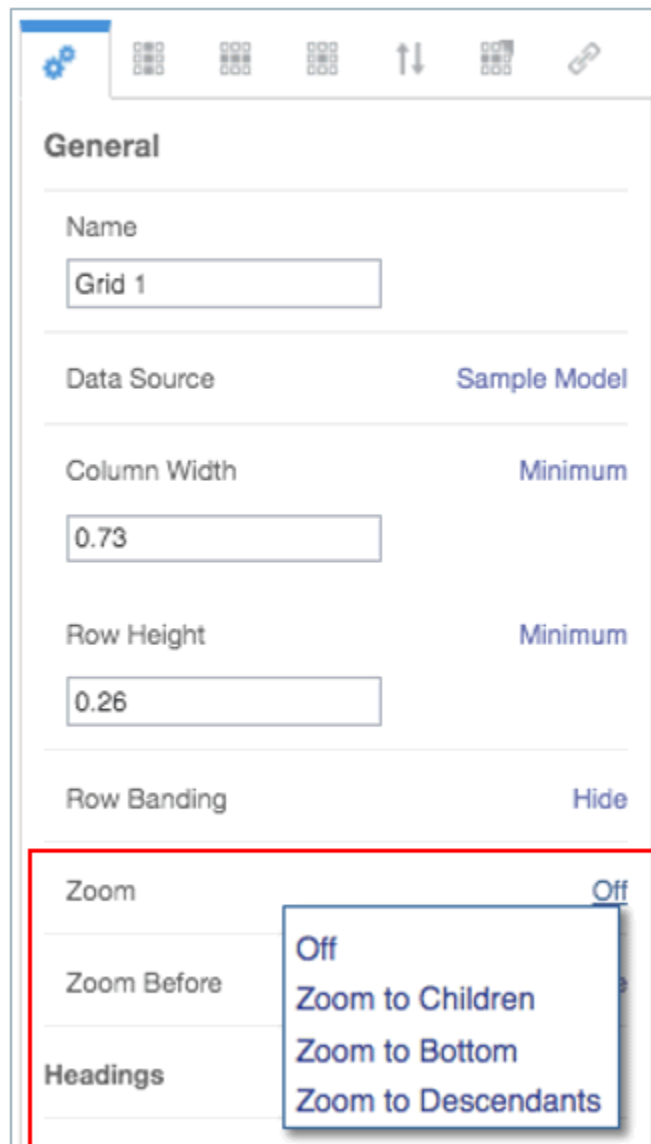 General
Name
Grid 1
Data Source Sample Model
Column Width Minimum
0.73
Row Height Minimum
0.26
Row Banding Hide
Zoom Off
Off
Zoom Before
Zoom to Children
Zoom to Bottom
Headings
Zoom to Descendants